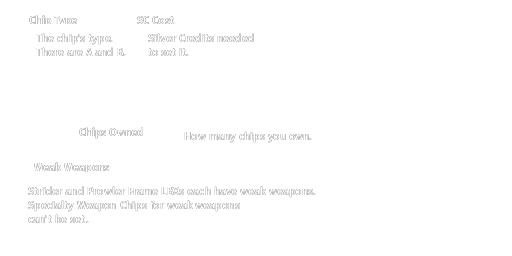 Chip Type SC Cost
The chip's type. Silver Credits needed
There are A and B. to set it.
Chips Owned How many chips you own.
Weak Weapons
Strider and Prowler Frame UBXs each have weak weapons.
Specialty Weapon Chips for weak weapons
can't be set.